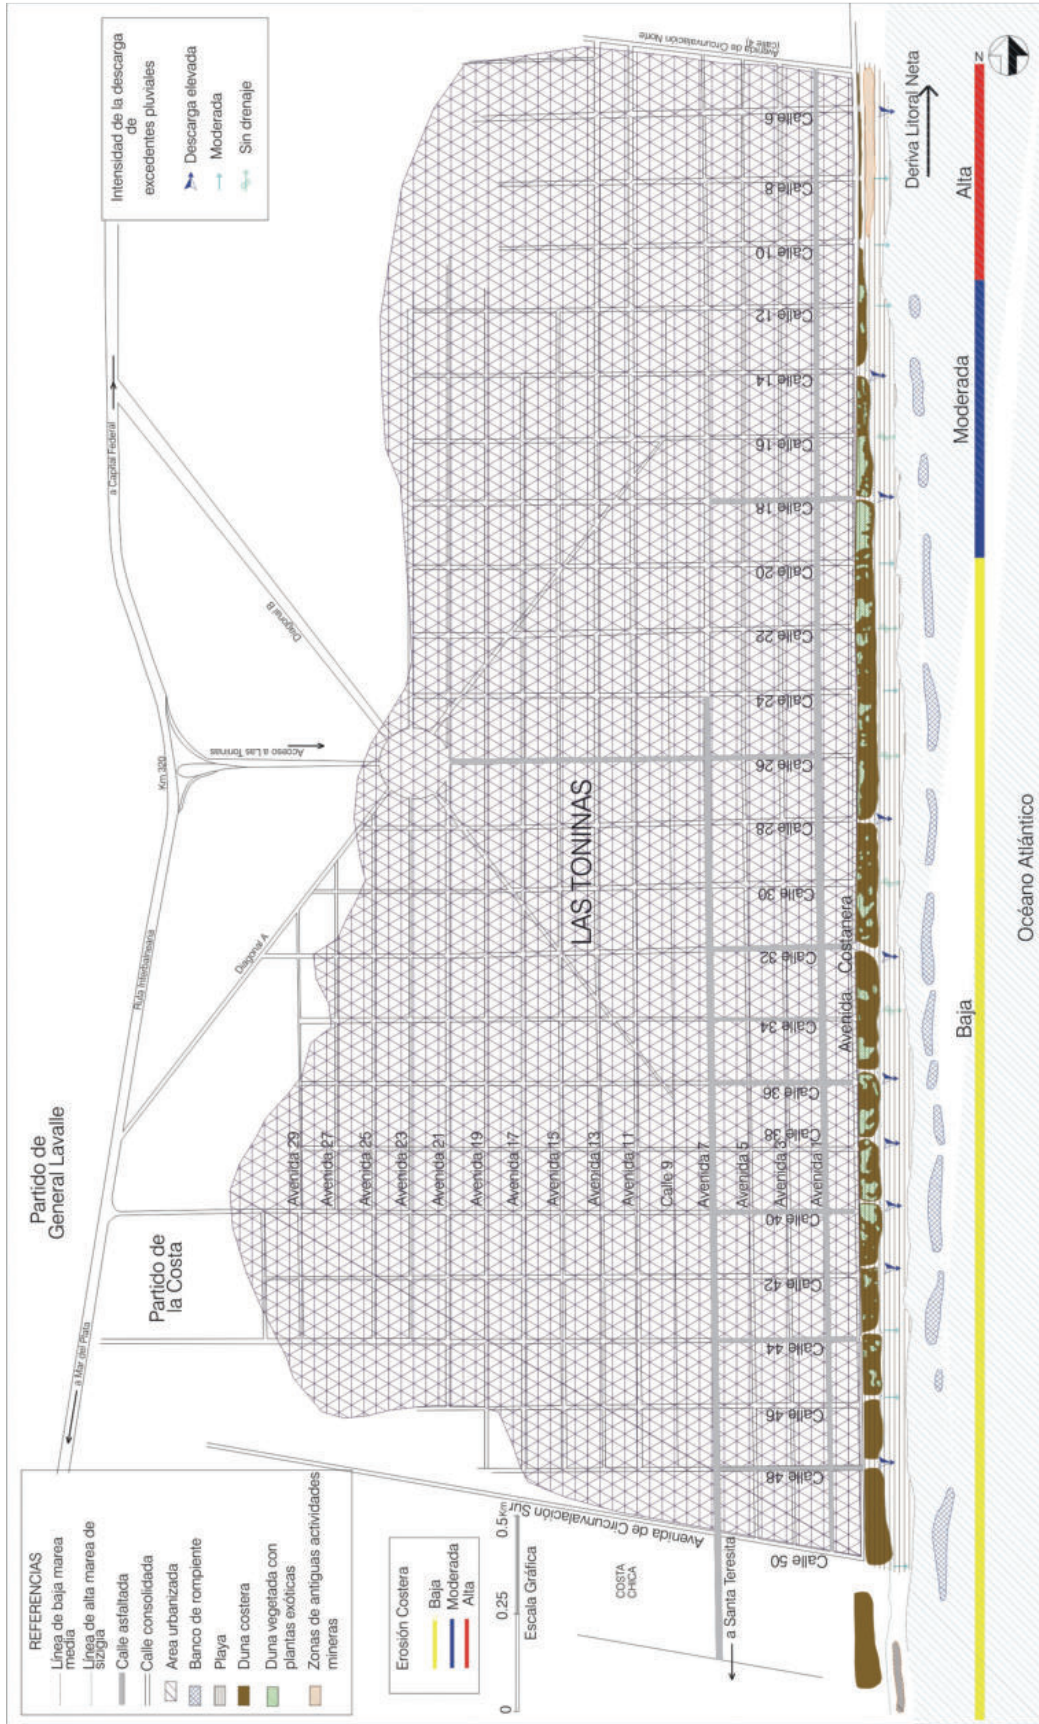 REFERENCIAS
Línea de baja marea
media
Línea de alta marea de
sizigia
Calle asfaltada
Calle consolidada
Area urbanizada
Banco de rompiente
Playa
Duna costera
Duna vegetada con
plantas exóticas
Zonas de antiguas actividades
mineras
Erosión Costera
Baja
Moderada
Alta
0
0.25
0.5Km
Escala Gráfica
Intensidad de la descarga
de
excedentes pluviales
Descarga elevada
Moderada
Sin drenaje
Partido de
General Lavalle
Partido de
la Costa
a Mar del Plata
Ruta Interbalnearia
Km 320
a Capital Federal
Acceso a Las Toninas
Diagonal A
Diagonal B
Avenida de Circunvalación Norte
(calle 4)
Avenida de Circunvalación Sur
COSTA
CHICA
a Santa Teresita
LAS TONINAS
Avenida 29
Avenida 27
Avenida 25
Avenida 23
Avenida 21
Avenida 19
Avenida 17
Avenida 15
Avenida 13
Avenida 11
Calle 9
Avenida 7
Avenida 5
Avenida 3
Avenida 1
Avenida Costanera
Calle 50
Calle 48
Calle 46
Calle 44
Calle 42
Calle 40
Calle 38
Calle 36
Calle 34
Calle 32
Calle 30
Calle 28
Calle 26
Calle 24
Calle 22
Calle 20
Calle 18
Calle 16
Calle 14
Calle 12
Calle 10
Calle 8
Calle 6
Deriva Litoral Neta
N
Baja
Moderada
Alta
Océano Atlántico